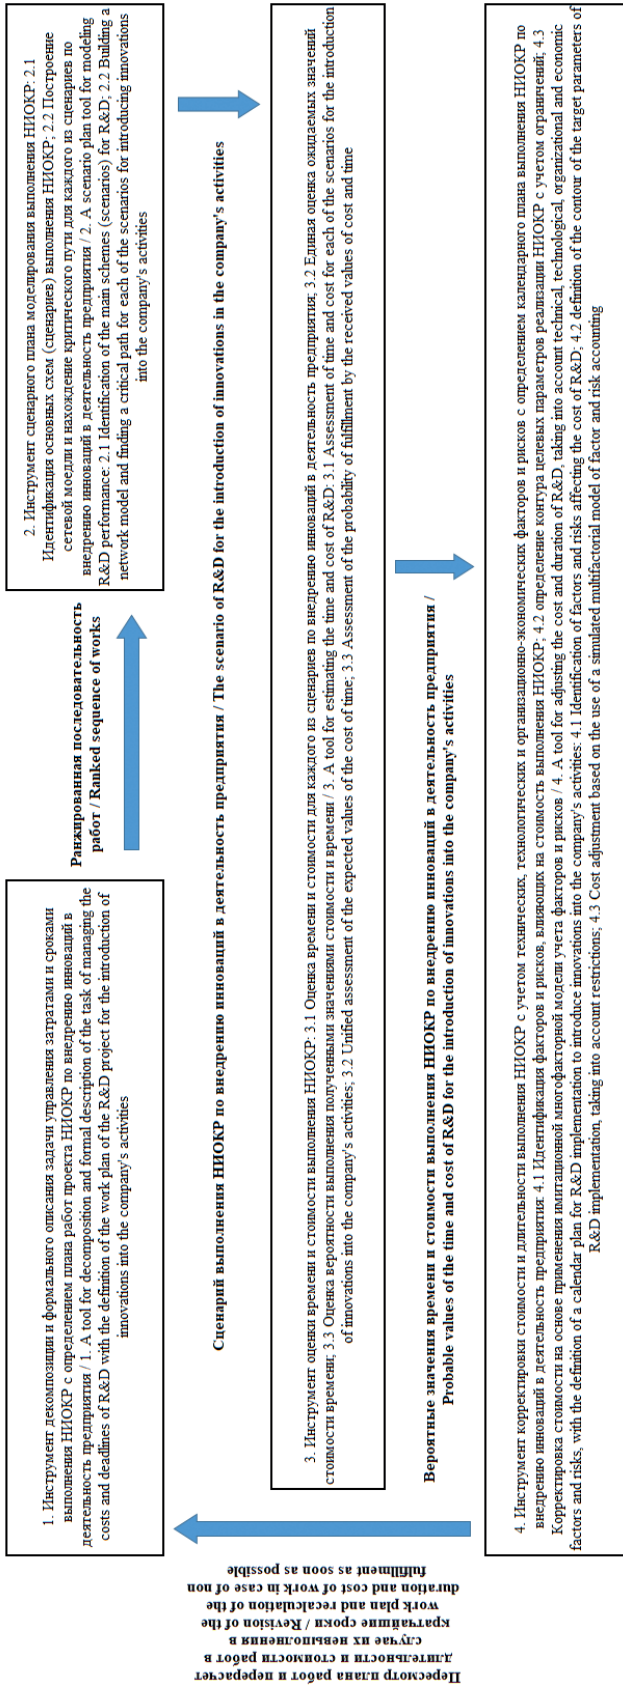 1. Инструмент декомпозиции и формального описания задачи управления затратами и сроками
выполнения НИОКР с определением плана работ проекта НИОКР по внедрению инноваций в
деятельность предприятия / 1. A tool for decomposition and formal description of the task of managing the
costs and deadlines of R&D with the definition of the work plan of the R&D project for the introduction of
innovations into the company's activities
Ранжированная последовательность
работ / Ranked sequence of works
2. Инструмент сценарного плана моделирования выполнения НИОКР: 2.1
Идентификация основных схем (сценариев) выполнения НИОКР; 2.2 Построение
сетевой моедли и нахождение критического пути для каждого из сценариев по
внедрению инноваций в деятельность предприятия / 2. A scenario plan tool for modeling
R&D performance: 2.1 Identification of the main schemes (scenarios) for R&D; 2.2 Building a
network model and finding a critical path for each of the scenarios for introducing innovations
into the company's activities
Сценарий выполнения НИОКР по внедрению инноваций в деятельность предприятия / The scenario of R&D for the introduction of innovations in the company's activities
3. Инструмент оценки времени и стоимости выполнения НИОКР: 3.1 Оценка времени и стоимости для каждого из сценариев по внедрению инноваций в деятельность предприятия; 3.2 Единая оценка ожидаемых значений
стоимости времени; 3.3 Оценка вероятности выполнения полученными значениями стоимости и времени / 3. A tool for estimating the time and cost of R&D: 3.1 Assessment of time and cost for each of the scenarios for the introduction
of innovations into the company's activities; 3.2 Unified assessment of the expected values of the cost of time; 3.3 Assessment of the probability of fulfillment by the received values of cost and time
Вероятные значения времени и стоимости выполнения НИОКР по внедрению инноваций в деятельность предприятия /
Probable values of the time and cost of R&D for the introduction of innovations into the company's activities
4. Инструмент корректировки стоимости и длительности выполнения НИОКР с учетом технических, технологических и организационно-экономических факторов и рисков с определением календарного плана выполнения НИОКР по
внедрению инноваций в деятельность предприятия: 4.1 Идентификация факторов и рисков, влияющих на стоимость выполнения НИОКР; 4.2 определение контура целевых параметров реализации НИОКР с учетом ограничений; 4.3
Корректировка стоимости на основе применения имитационной многофакторной модели учета факторов и рисков / 4. A tool for adjusting the cost and duration of R&D, taking into account technical, technological, organizational and economic
factors and risks, with the definition of a calendar plan for R&D implementation to introduce innovations into the company's activities: 4.1 Identification of factors and risks affecting the cost of R&D; 4.2 definition of the contour of the target parameters of
R&D implementation, taking into account restrictions; 4.3 Cost adjustment based on the use of a simulated multifactorial model of factor and risk accounting
Пересмотр плана работ и перерасчет
длительности и стоимости работ в
случае их невыполнения в
кратчайшие сроки / Revision of the
work plan and recalculation of the
duration and cost of work in case of non
fulfillment as soon as possible